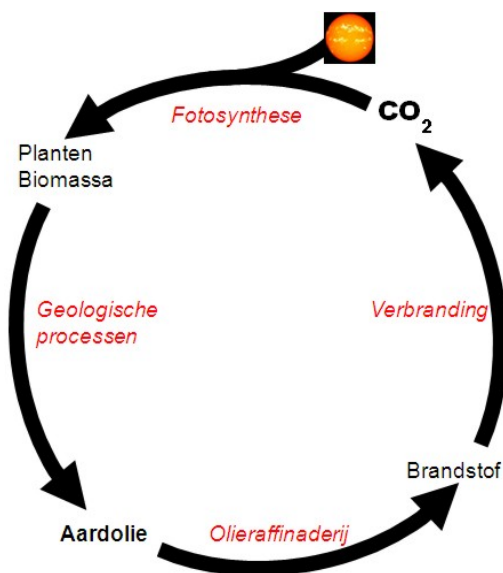 Fotosynthese
CO2
Planten
Biomassa
Geologische
processen
Verbranding
Brandstof
Aardolie
Olieraffinaderij